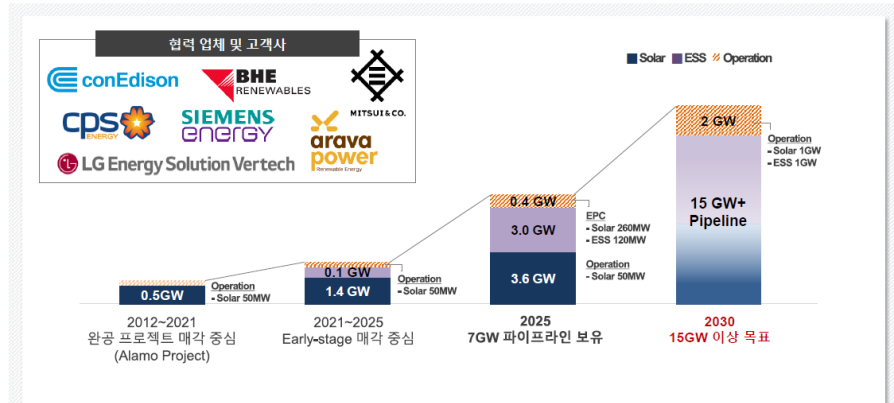 협력 업체 및 고객사
conEdison
BHE
RENEWABLES
MITSUI & CO.
cps
ENERGY
SIEMENS
energy
arava
power
Renewable Energy
LG Energy Solution Vertech
Solar ESS Operation
0.5GW
Operation
- Solar 50MW
2012~2021
완공 프로젝트 매각 중심
(Alamo Project)
0.1 GW
1.4 GW
Operation
- Solar 50MW
2021~2025
Early-stage 매각 중심
0.4 GW
3.0 GW
3.6 GW
EPC
- Solar 260MW
- ESS 120MW
Operation
- Solar 50MW
2025
7GW 파이프라인 보유
2 GW
15 GW+
Pipeline
Operation
- Solar 1GW
- ESS 1GW
2030
15GW 이상 목표